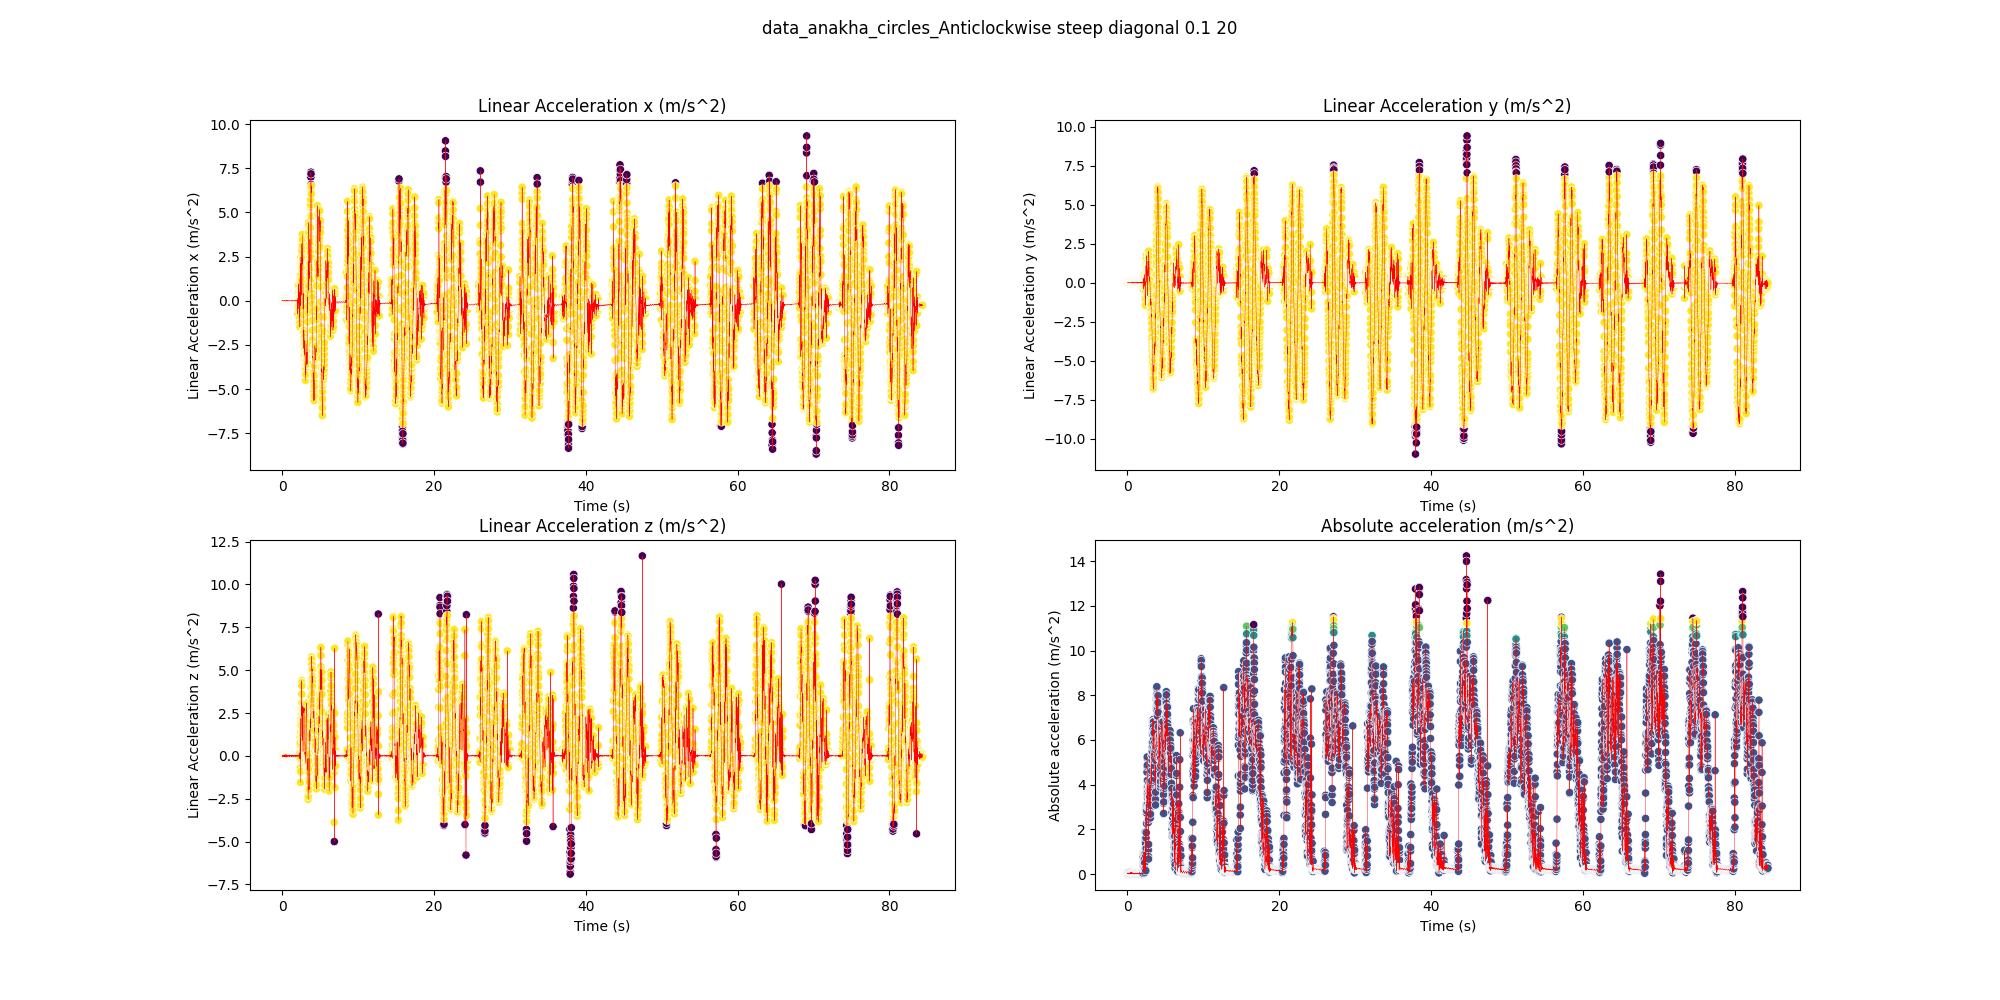 data_anakha_circles_Anticlockwise steep diagonal 0.1 20
Linear Acceleration x (m/s^2)
Linear Acceleration x (m/s^2)
10.0
7.5
5.0
2.5
0.0
−2.5
−5.0
−7.5
0 20 40 60 80
Time (s)
Linear Acceleration y (m/s^2)
Linear Acceleration y (m/s^2)
10.0
7.5
5.0
2.5
0.0
−2.5
−5.0
−7.5
−10.0
0 20 40 60 80
Time (s)
Linear Acceleration z (m/s^2)
Linear Acceleration z (m/s^2)
12.5
10.0
7.5
5.0
2.5
0.0
−2.5
−5.0
−7.5
0 20 40 60 80
Time (s)
Absolute acceleration (m/s^2)
Absolute acceleration (m/s^2)
14
12
10
8
6
4
2
0
0 20 40 60 80
Time (s)